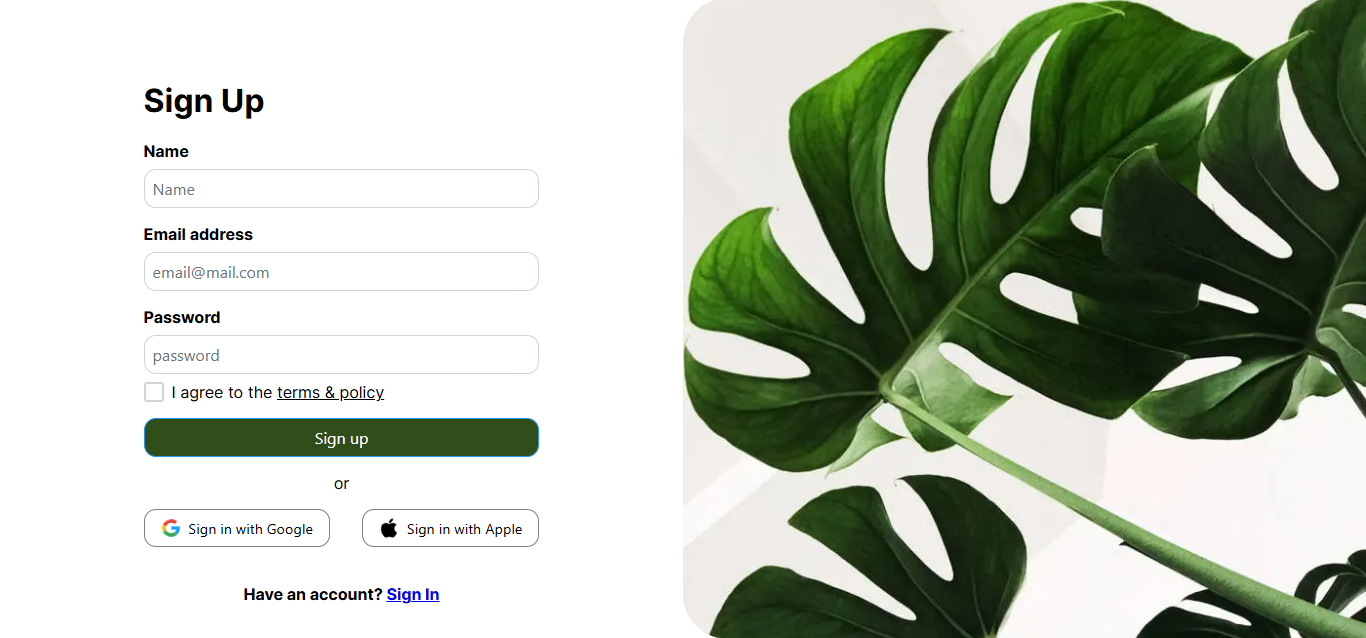 Sign Up
Name
Name
Email address
email@mail.com
Password
password
I agree to the terms & policy
Sign up
or
Sign in with Google
Sign in with Apple
Have an account? Sign In